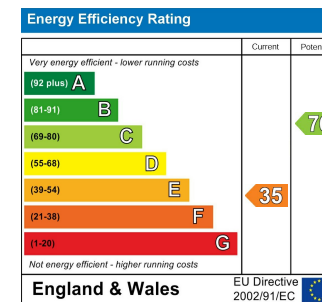 Energy Efficiency Rating
Current
Very energy efficient - lower running costs
(92 plus) A
(81-91) B
(69-80) C
(55-68) D
(39-54) E
35
(21-38) F
(1-20) G
Not energy efficient - higher running costs
England & Wales
EU Directive
2002/91/EC